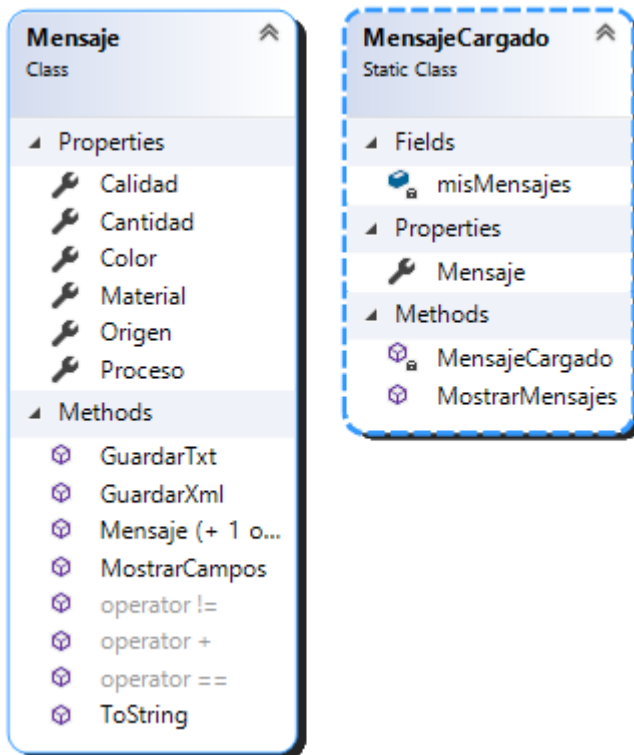 Mensaje
Class
Properties
Calidad
Cantidad
Color
Material
Origen
Proceso
Methods
GuardarTxt
GuardarXml
Mensaje (+ 1 o...
MostrarCampos
operator !=
operator +
operator ==
ToString
MensajeCargado
Static Class
Fields
misMensajes
Properties
Mensaje
Methods
MensajeCargado
MostrarMensajes